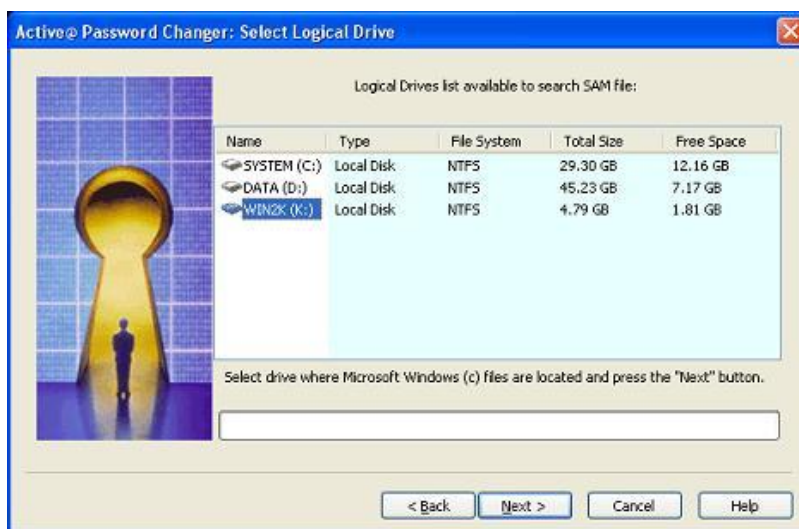 Active@ Password Changer: Select Logical Drive
Logical Drives list available to search SAM file:
Name Type File System Total Size Free Space
SYSTEM (C:) Local Disk NTFS 29.30 GB 12.16 GB
DATA (D:) Local Disk NTFS 45.23 GB 7.17 GB
WIN2K (K:) Local Disk NTFS 4.79 GB 1.81 GB
Select drive where Microsoft Windows (c) files are located and press the "Next" button.
< Back Next > Cancel Help